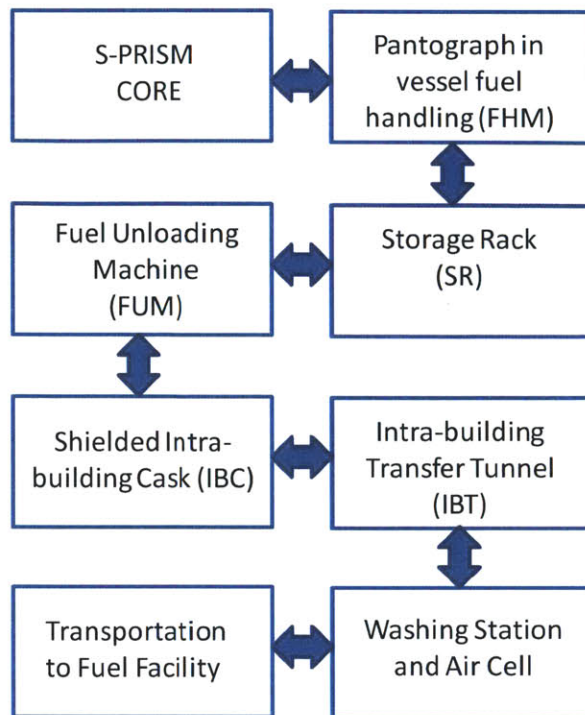 S-PRISM
CORE
Pantograph in
vessel fuel
handling (FHM)
Fuel Unloading
Machine
(FUM)
Storage Rack
(SR)
Shielded Intra-
building Cask (IBC)
Intra-building
Transfer Tunnel
(IBT)
Transportation
to Fuel Facility
Washing Station
and Air Cell